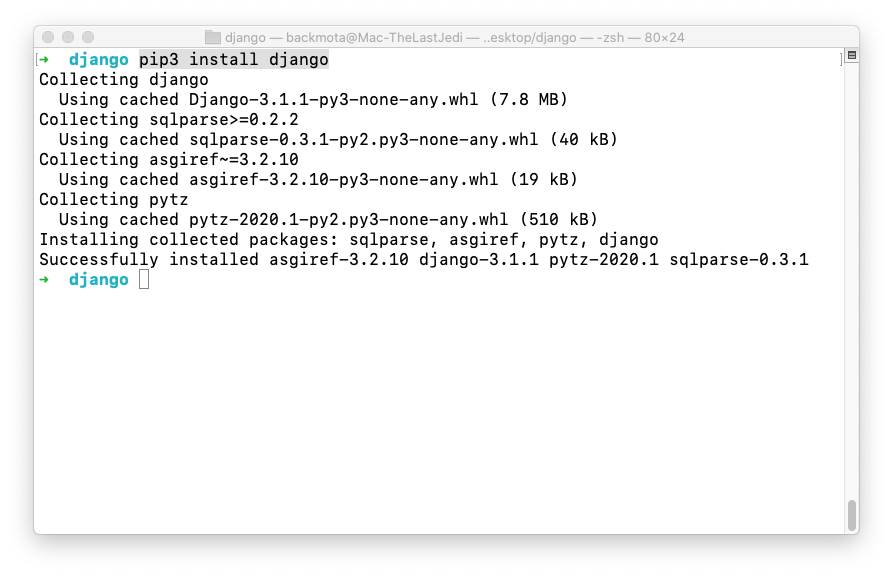 django — backmota@Mac-TheLastJedi — ..esktop/django — -zsh — 80×24
[➜  django pip3 install django ]
Collecting django
  Using cached Django-3.1.1-py3-none-any.whl (7.8 MB)
Collecting sqlparse>=0.2.2
  Using cached sqlparse-0.3.1-py2.py3-none-any.whl (40 kB)
Collecting asgiref~=3.2.10
  Using cached asgiref-3.2.10-py3-none-any.whl (19 kB)
Collecting pytz
  Using cached pytz-2020.1-py2.py3-none-any.whl (510 kB)
Installing collected packages: sqlparse, asgiref, pytz, django
Successfully installed asgiref-3.2.10 django-3.1.1 pytz-2020.1 sqlparse-0.3.1
➜  django